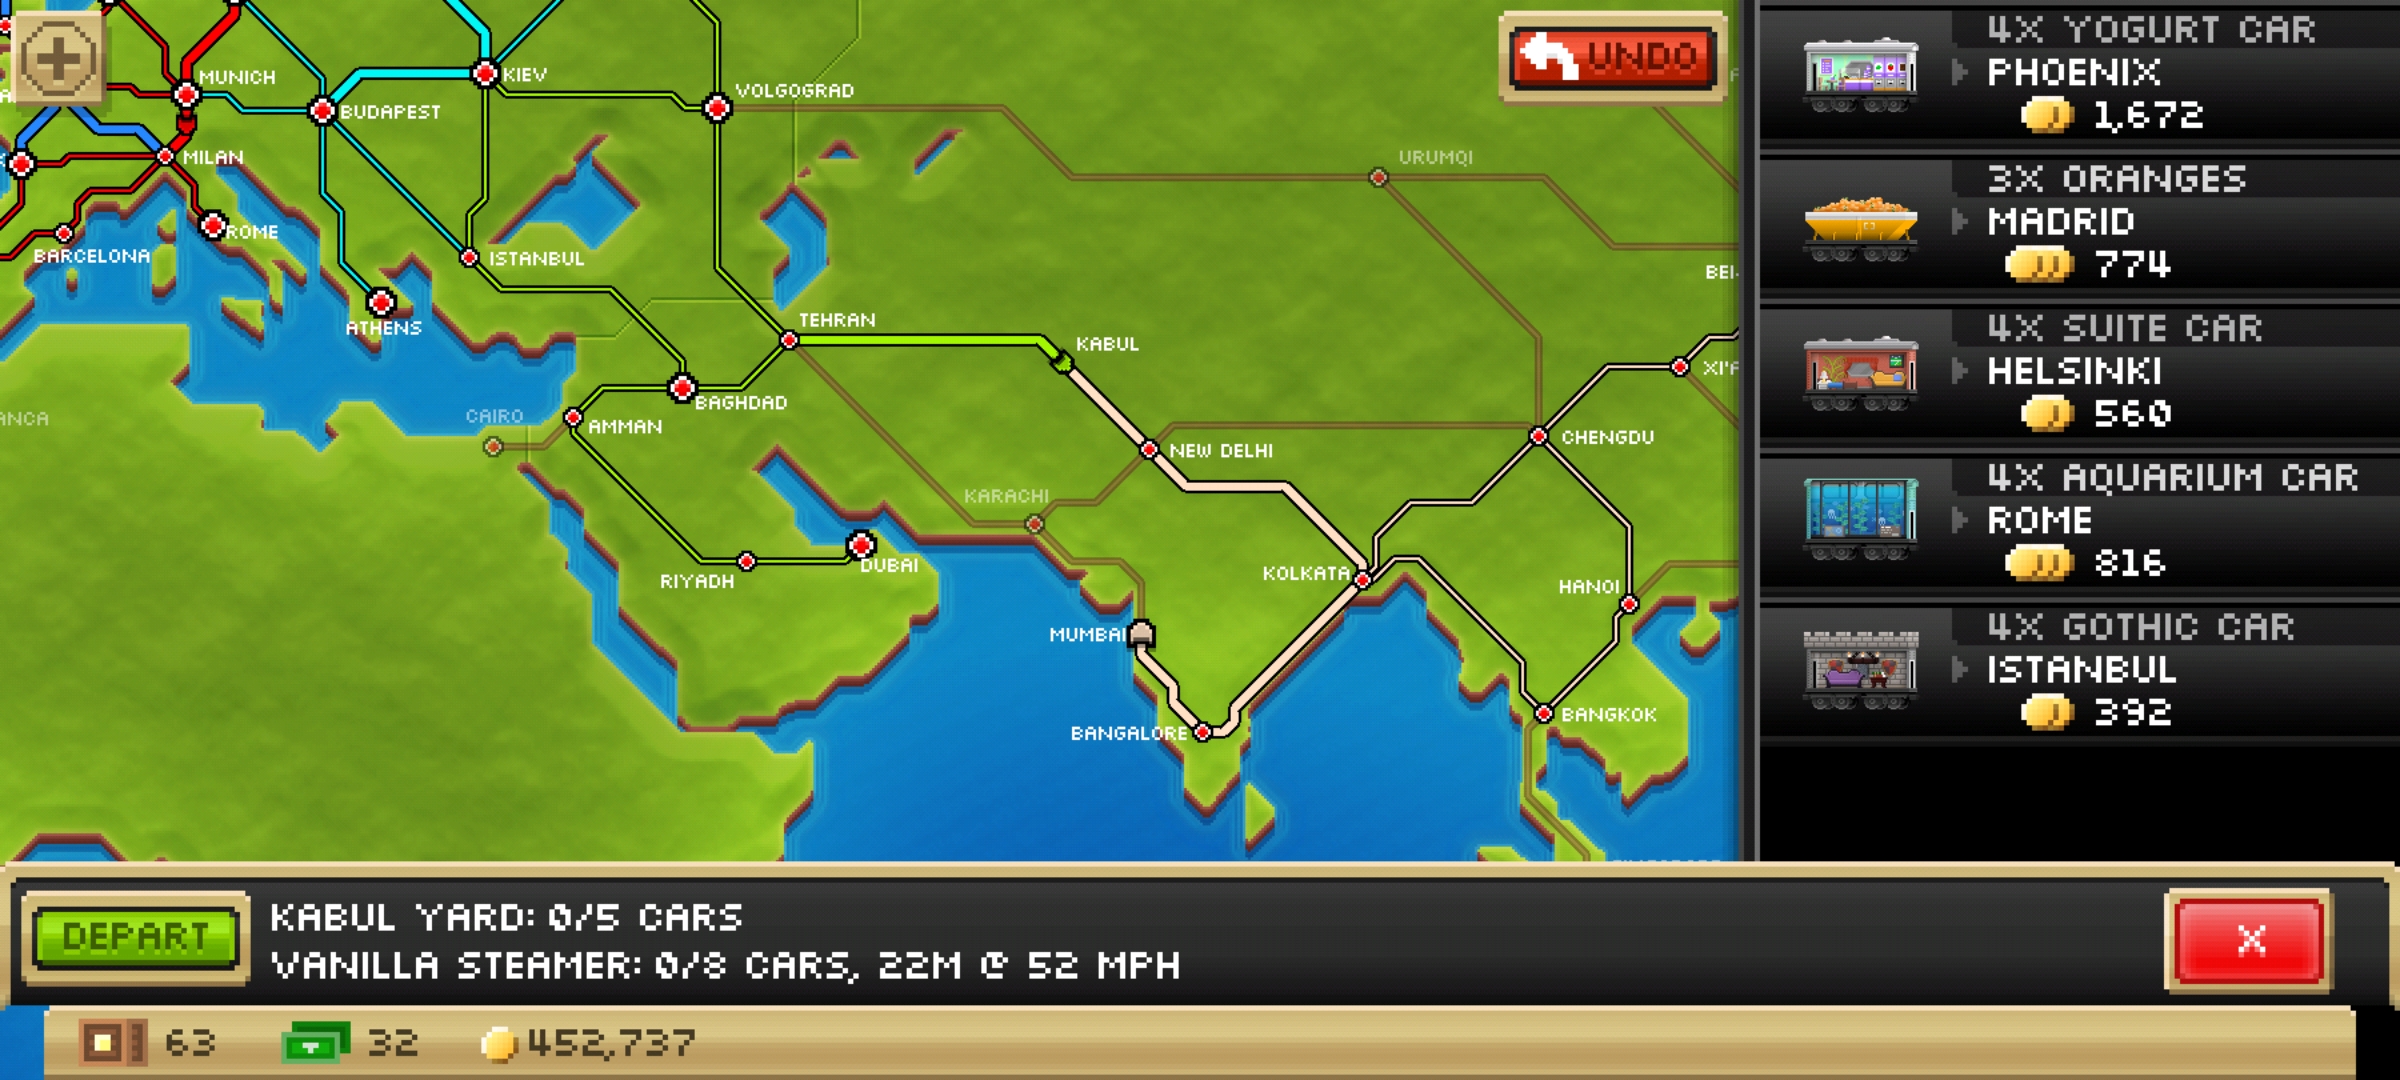 UNDO
MUNICH
KIEV
BUDAPEST
VOLGOGRAD
MILAN
URUMQI
ROME
BARCELONA
ISTANBUL
ATHENS
TEHRAN
KABUL
BAGHDAD
CAIRO
AMMAN
NEW DELHI
CHENGDU
KARACHI
RIYADH
DUBAI
KOLKATA
HANOI
MUMBAI
BANGALORE
BANGKOK
4X YOGURT CAR
PHOENIX
1,672
3X ORANGES
MADRID
774
4X SUITE CAR
HELSINKI
560
4X AQUARIUM CAR
ROME
816
4X GOTHIC CAR
ISTANBUL
392
DEPART
KABUL YARD: 0/5 CARS
VANILLA STEAMER: 0/8 CARS, 22M @ 52 MPH
X
63
32
452,737